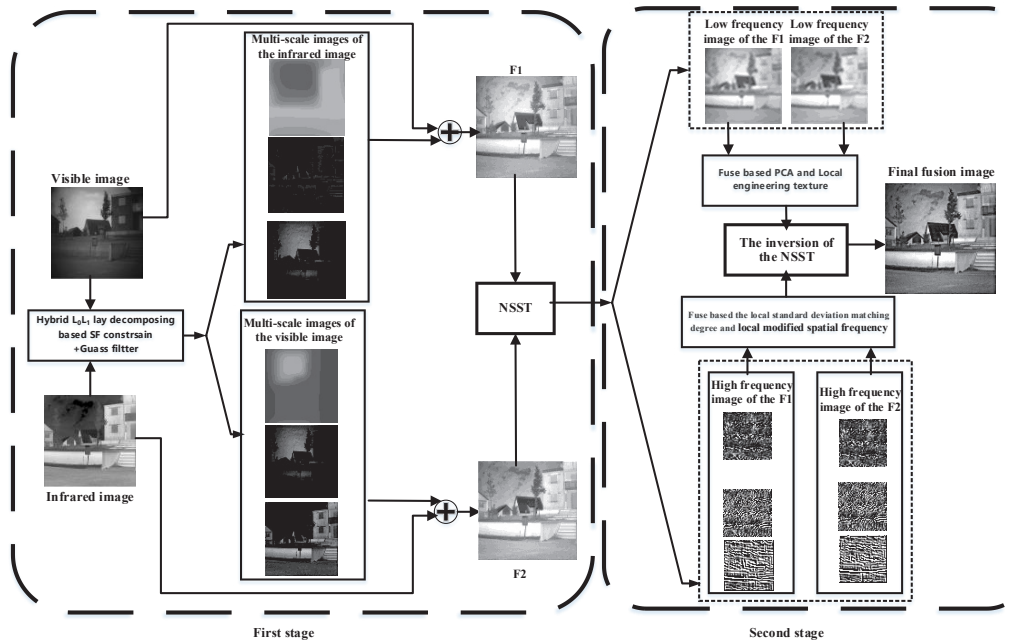 Multi-scale images of
the infrared image
Visible image
Hybrid L₀L₁ lay decomposing
based SF constrsain
+Guass filtter
Infrared image
Multi-scale images of
the visible image
F1
NSST
F2
First stage
Low frequency
image of the F1
Low frequency
image of the F2
Fuse based PCA and Local
engineering texture
Final fusion image
The inversion of
the NSST
Fuse based the local standard deviation matching
degree and local modified spatial frequency
High frequency
image of the F1
High frequency
image of the F2
Second stage